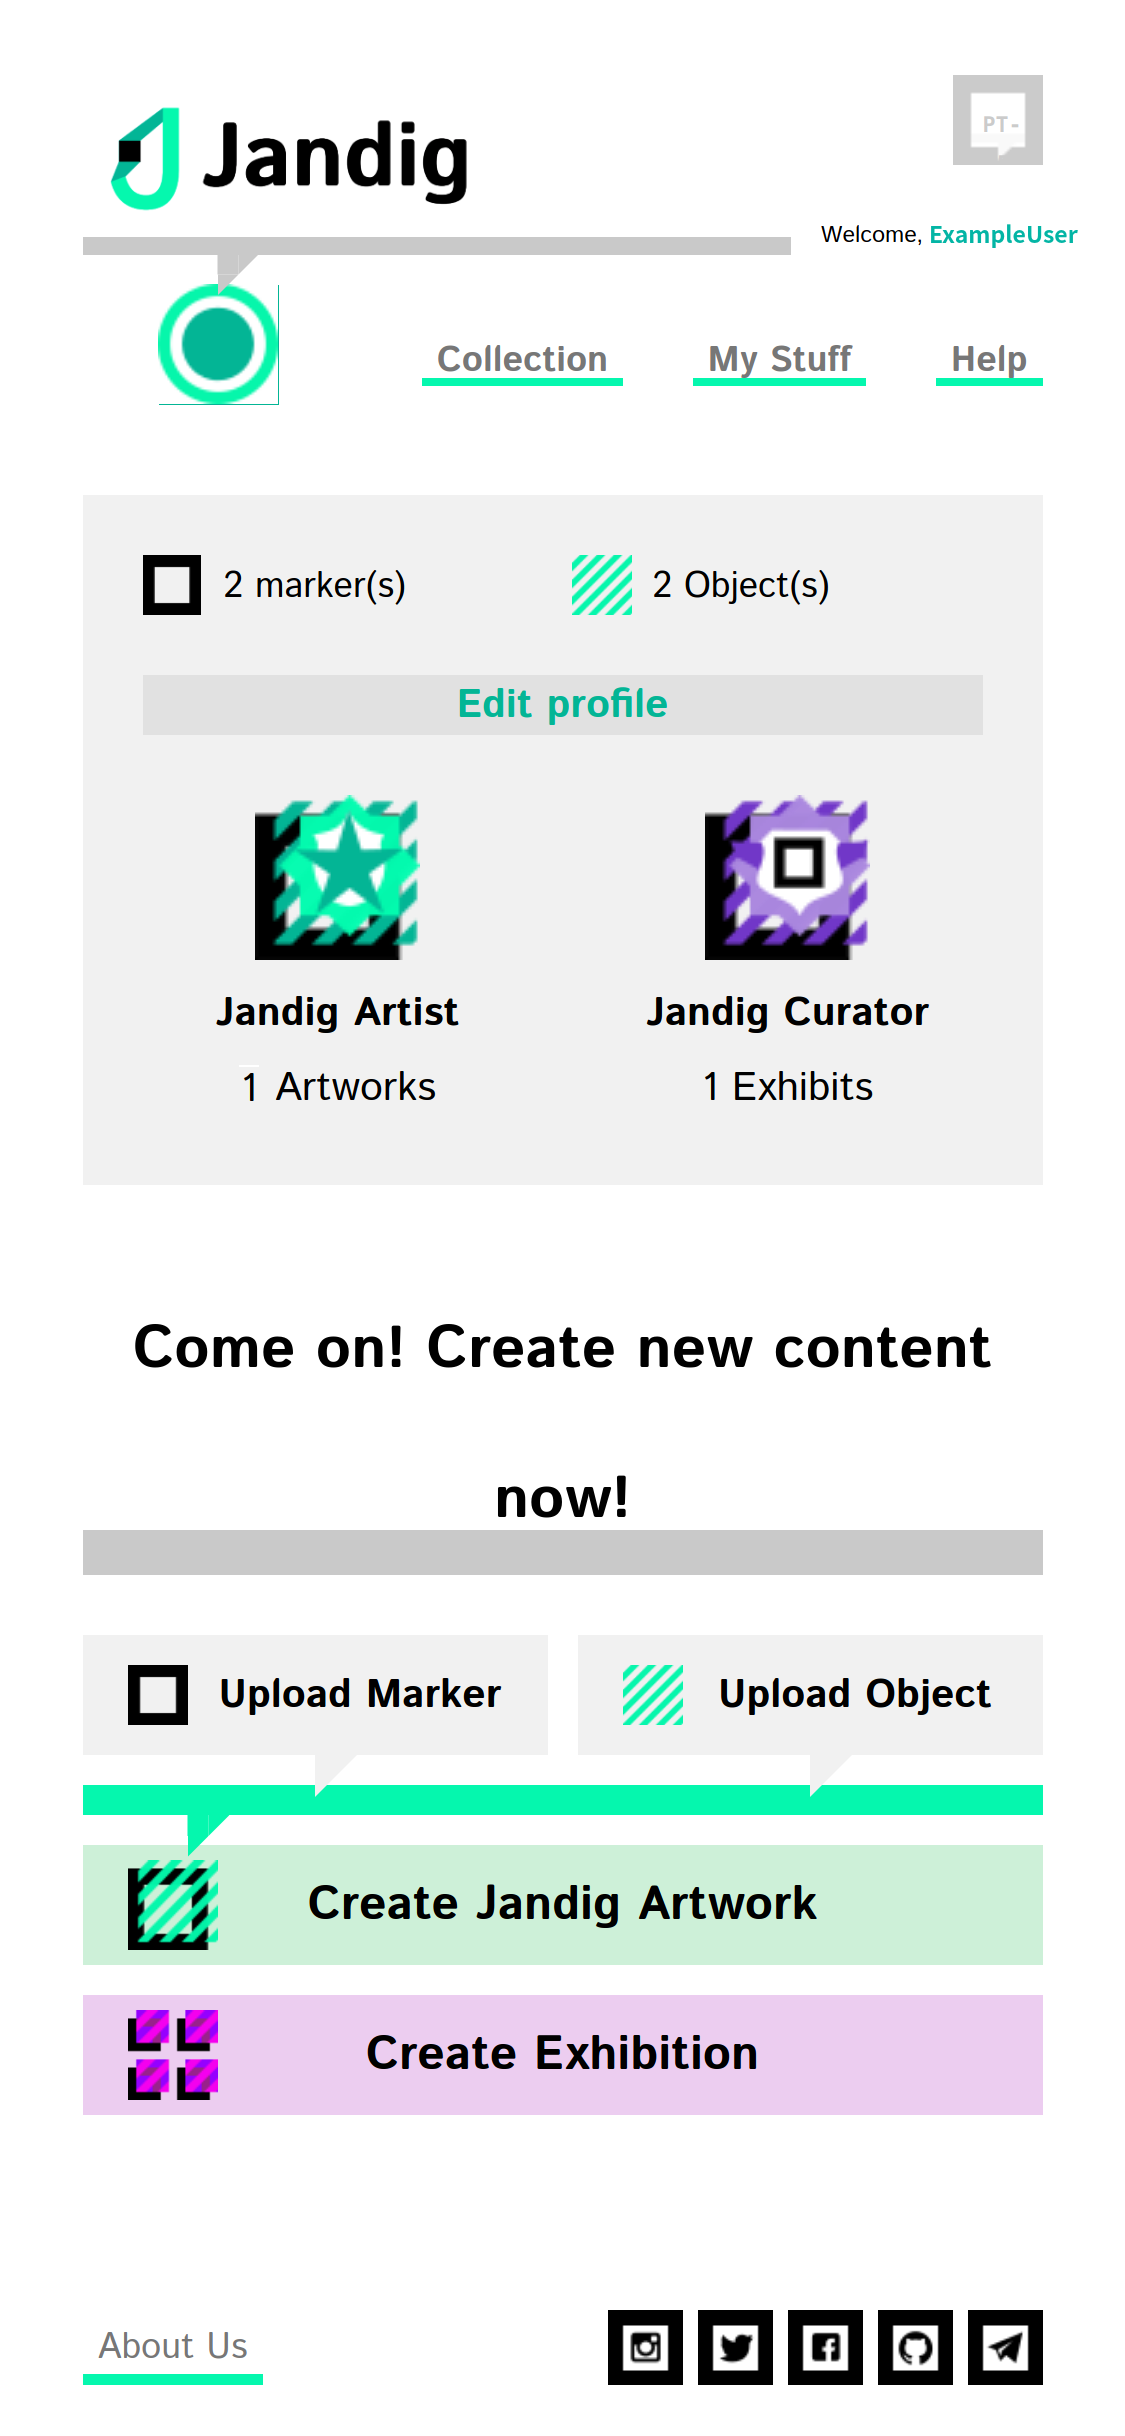 Jandig
PT-
Welcome, ExampleUser
Collection
My Stuff
Help
2 marker(s)
2 Object(s)
Edit profile
Jandig Artist
Jandig Curator
1 Artworks
1 Exhibits
Come on! Create new content
now!
Upload Marker
Upload Object
Create Jandig Artwork
Create Exhibition
About Us